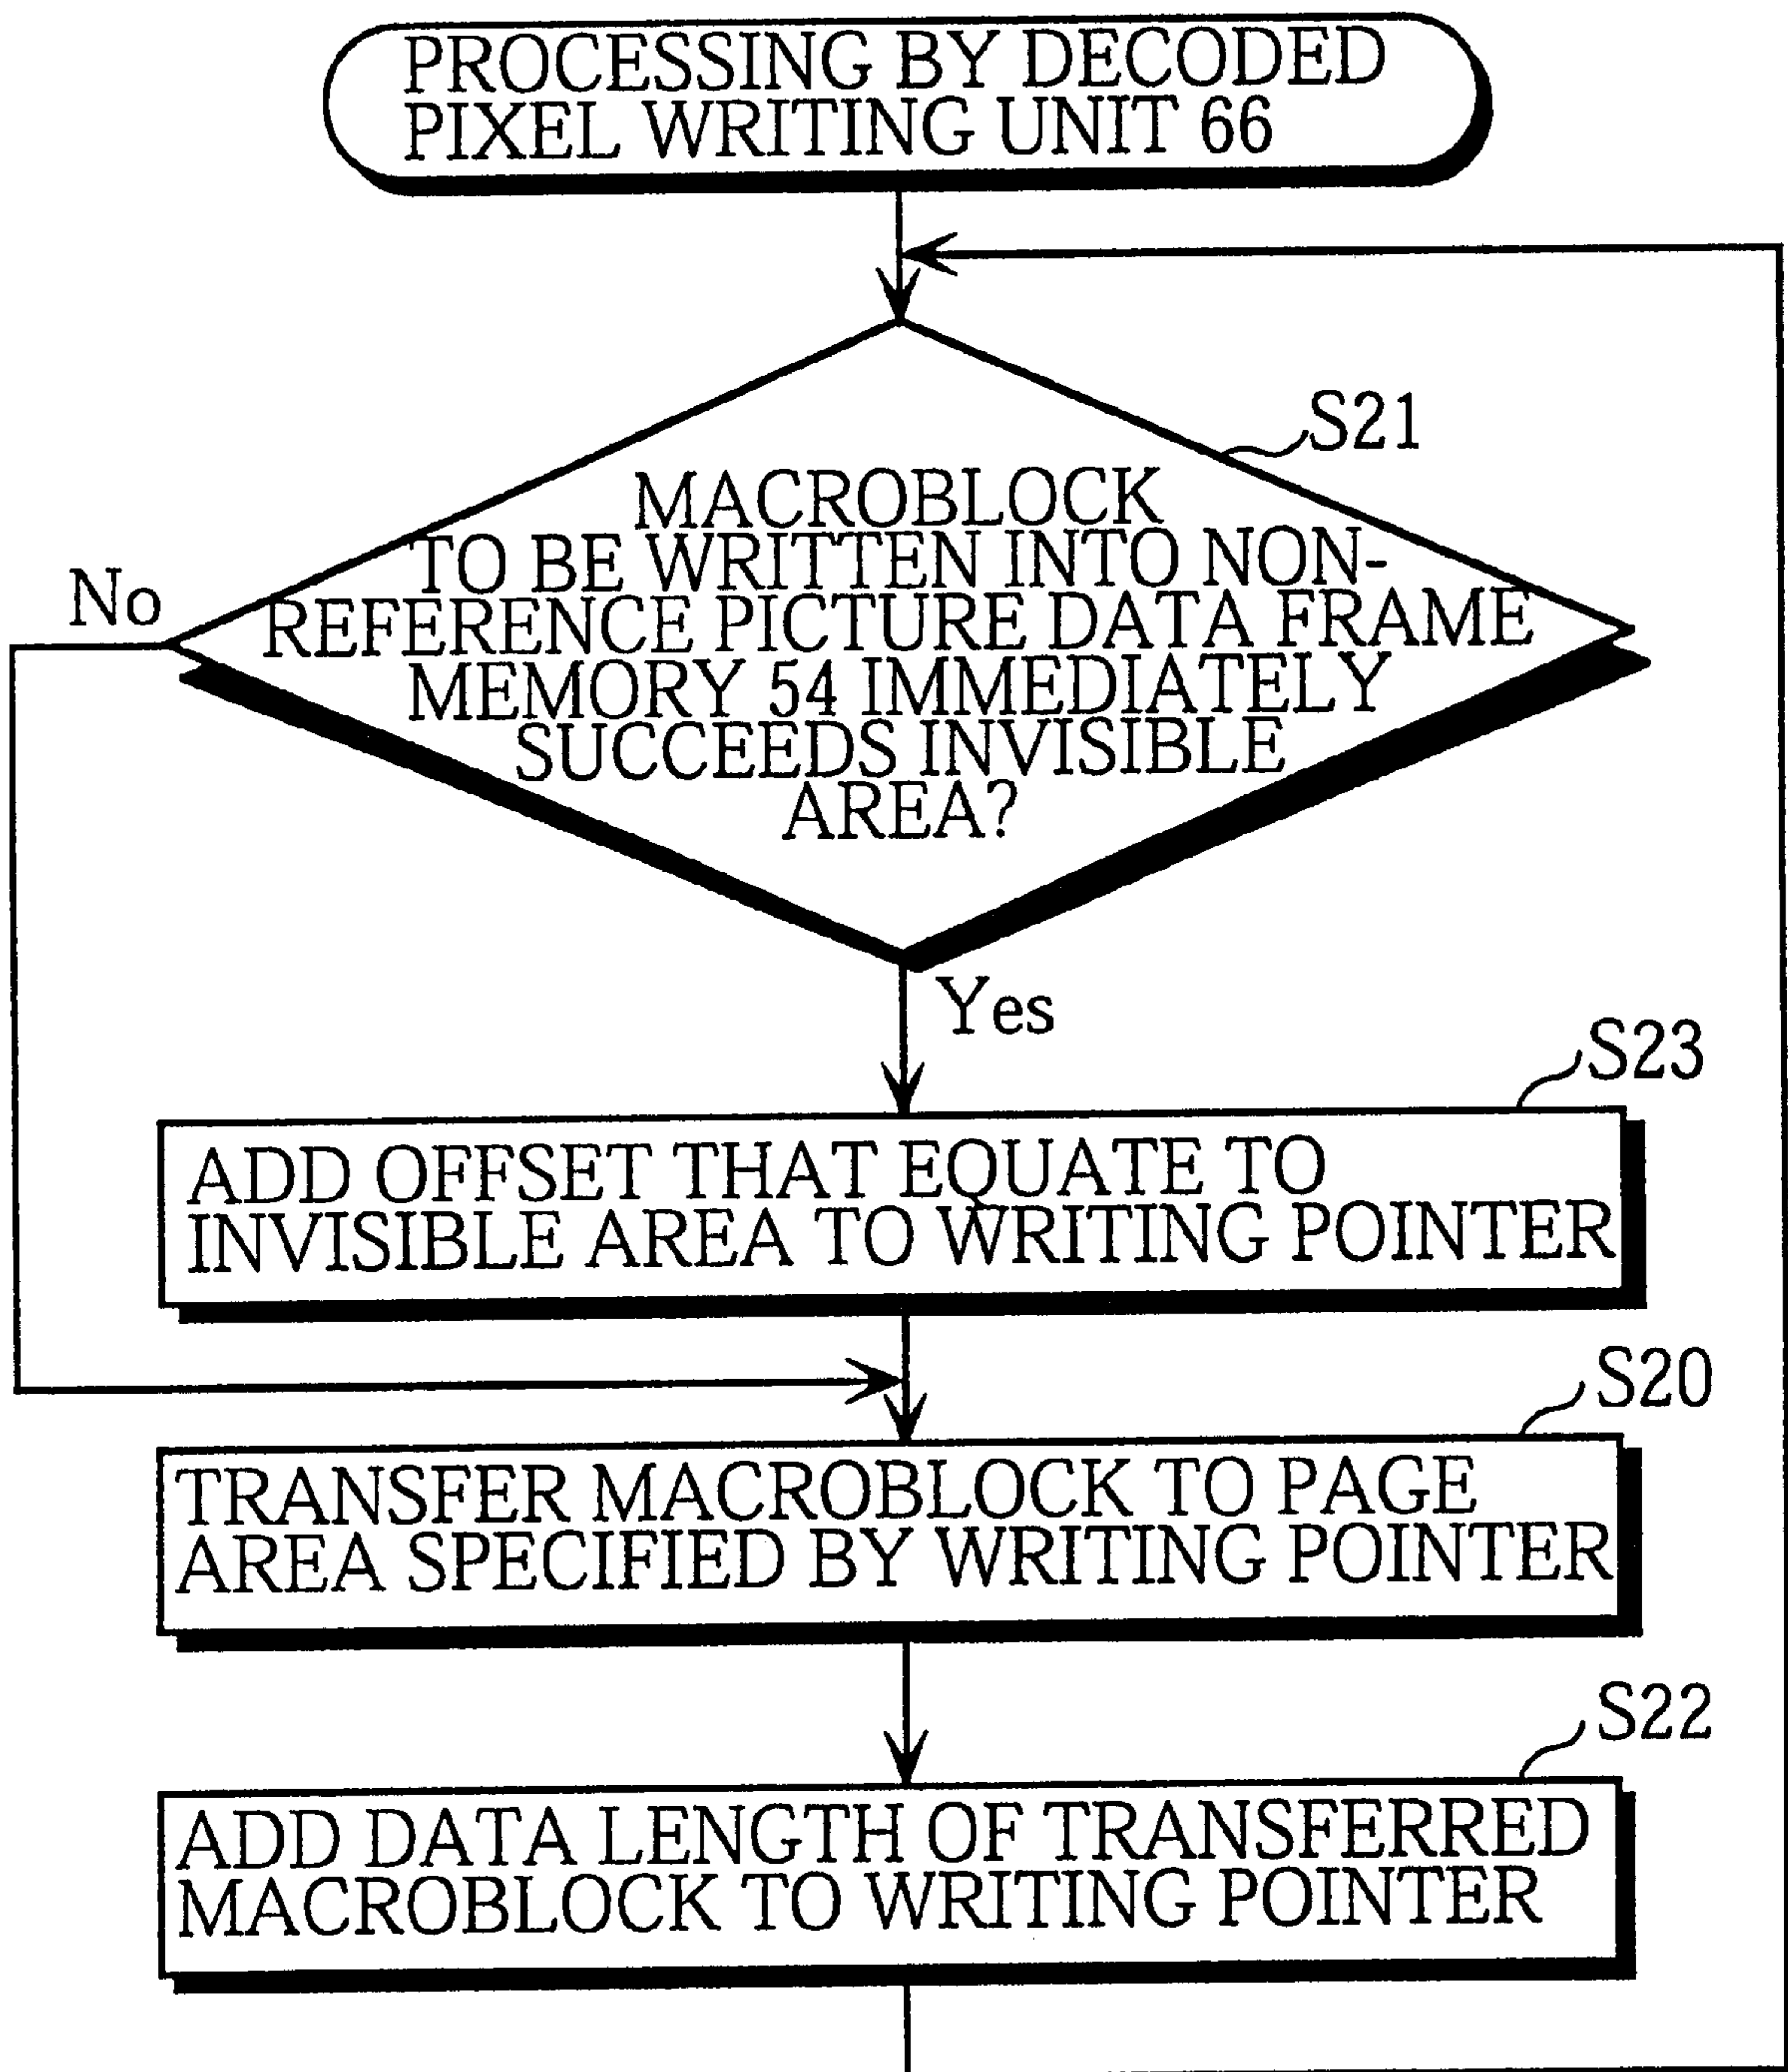 PROCESSING BY DECODED
PIXEL WRITING UNIT 66
S21
MACROBLOCK
TO BE WRITTEN INTO NON-
REFERENCE PICTURE DATA FRAME
MEMORY 54 IMMEDIATELY
SUCCEEDS INVISIBLE
AREA?
No
Yes
S23
ADD OFFSET THAT EQUATE TO
INVISIBLE AREA TO WRITING POINTER
S20
TRANSFER MACROBLOCK TO PAGE
AREA SPECIFIED BY WRITING POINTER
S22
ADD DATA LENGTH OF TRANSFERRED
MACROBLOCK TO WRITING POINTER